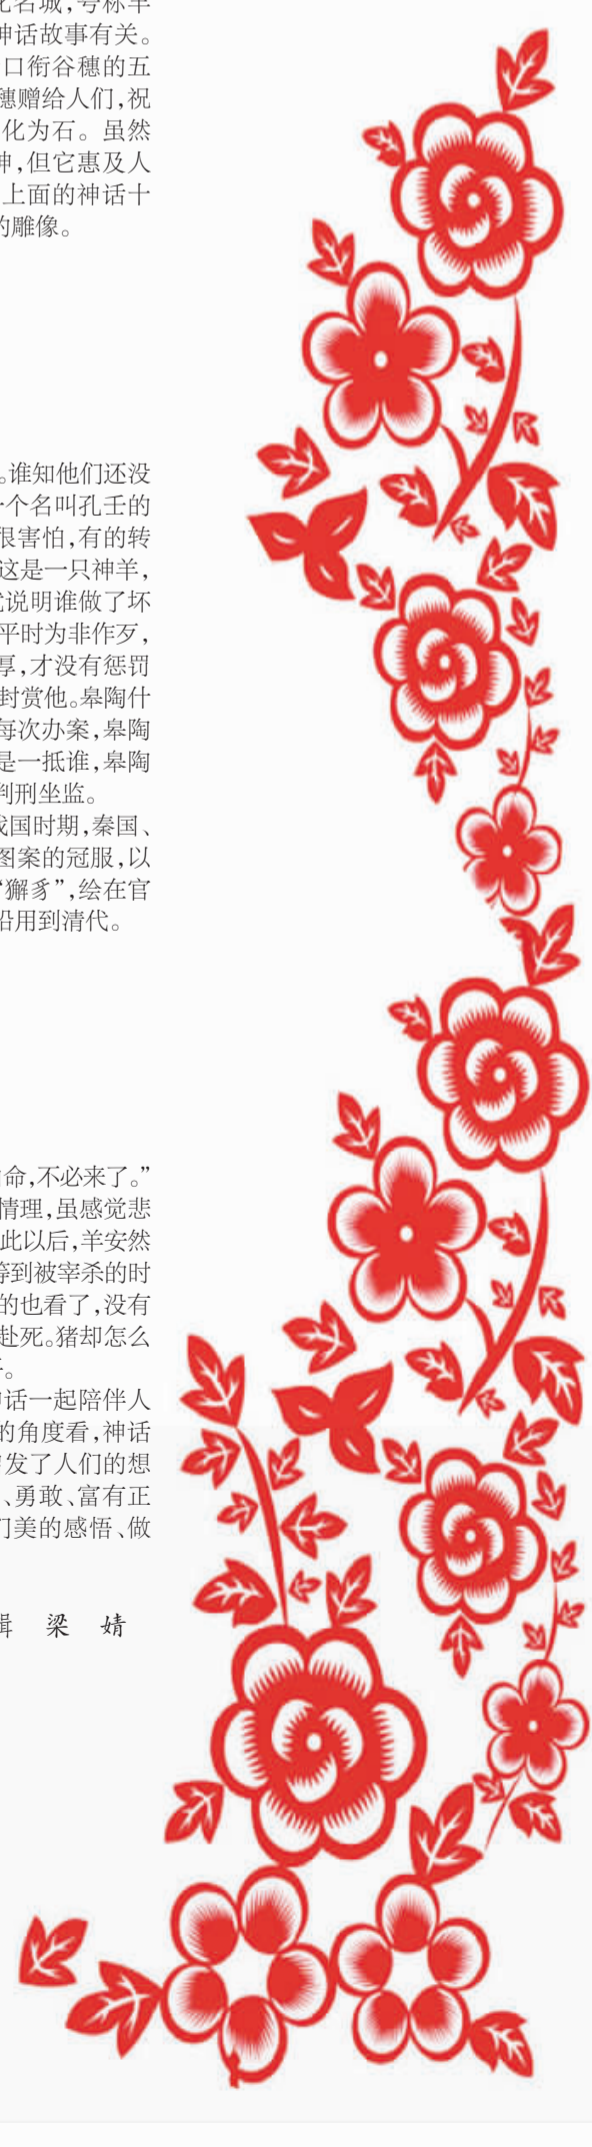 化名城，号称羊
神话故事有关。
口衔谷穗的五
穗赠给人们，祝
化为石。虽然
神，但它惠及人
上面的神话十
的雕像。
。谁知他们还没
一个名叫孔壬的
很害怕，有的转
这是一只神羊，
说明谁做了坏
平时为非作歹，
厚，才没有惩罚
封赏他。皋陶什
每次办案，皋陶
是一抵谁，皋陶
判刑坐监。
战国时期，秦国、
图案的冠服，以
“獬豸”，绘在官
沿用到清代。
命，不必来了。”
情理，虽感觉悲
此以后，羊安然
等到被宰杀的时
的也看了，没有
赴死。猪却怎么
。
神话一起陪伴人
的角度看，神话
发了人们的想
、勇敢、富有正
们美的感悟、做
辑 梁 婧